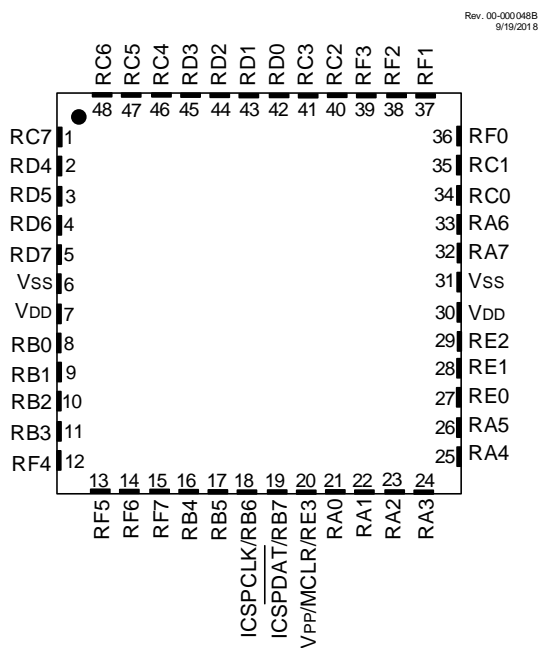 Rev. 00-000048B
9/19/2018
RC6
RC5
RC4
RD3
RD2
RD1
RD0
RC3
RC2
RF3
RF2
RF1
48
47
46
45
44
43
42
41
40
39
38
37
RC7 1
RD4 2
RD5 3
RD6 4
RD7 5
VSS 6
VDD 7
RB0 8
RB1 9
RB2 10
RB3 11
RF4 12
36 RF0
35 RC1
34 RC0
33 RA6
32 RA7
31 VSS
30 VDD
29 RE2
28 RE1
27 RE0
26 RA5
25 RA4
13
14
15
16
17
18
19
20
21
22
23
24
RF5
RF6
RF7
RB4
RB5
ICSPCLK/RB6
ICSPDAT/RB7
VPP/MCLR/RE3
RA0
RA1
RA2
RA3